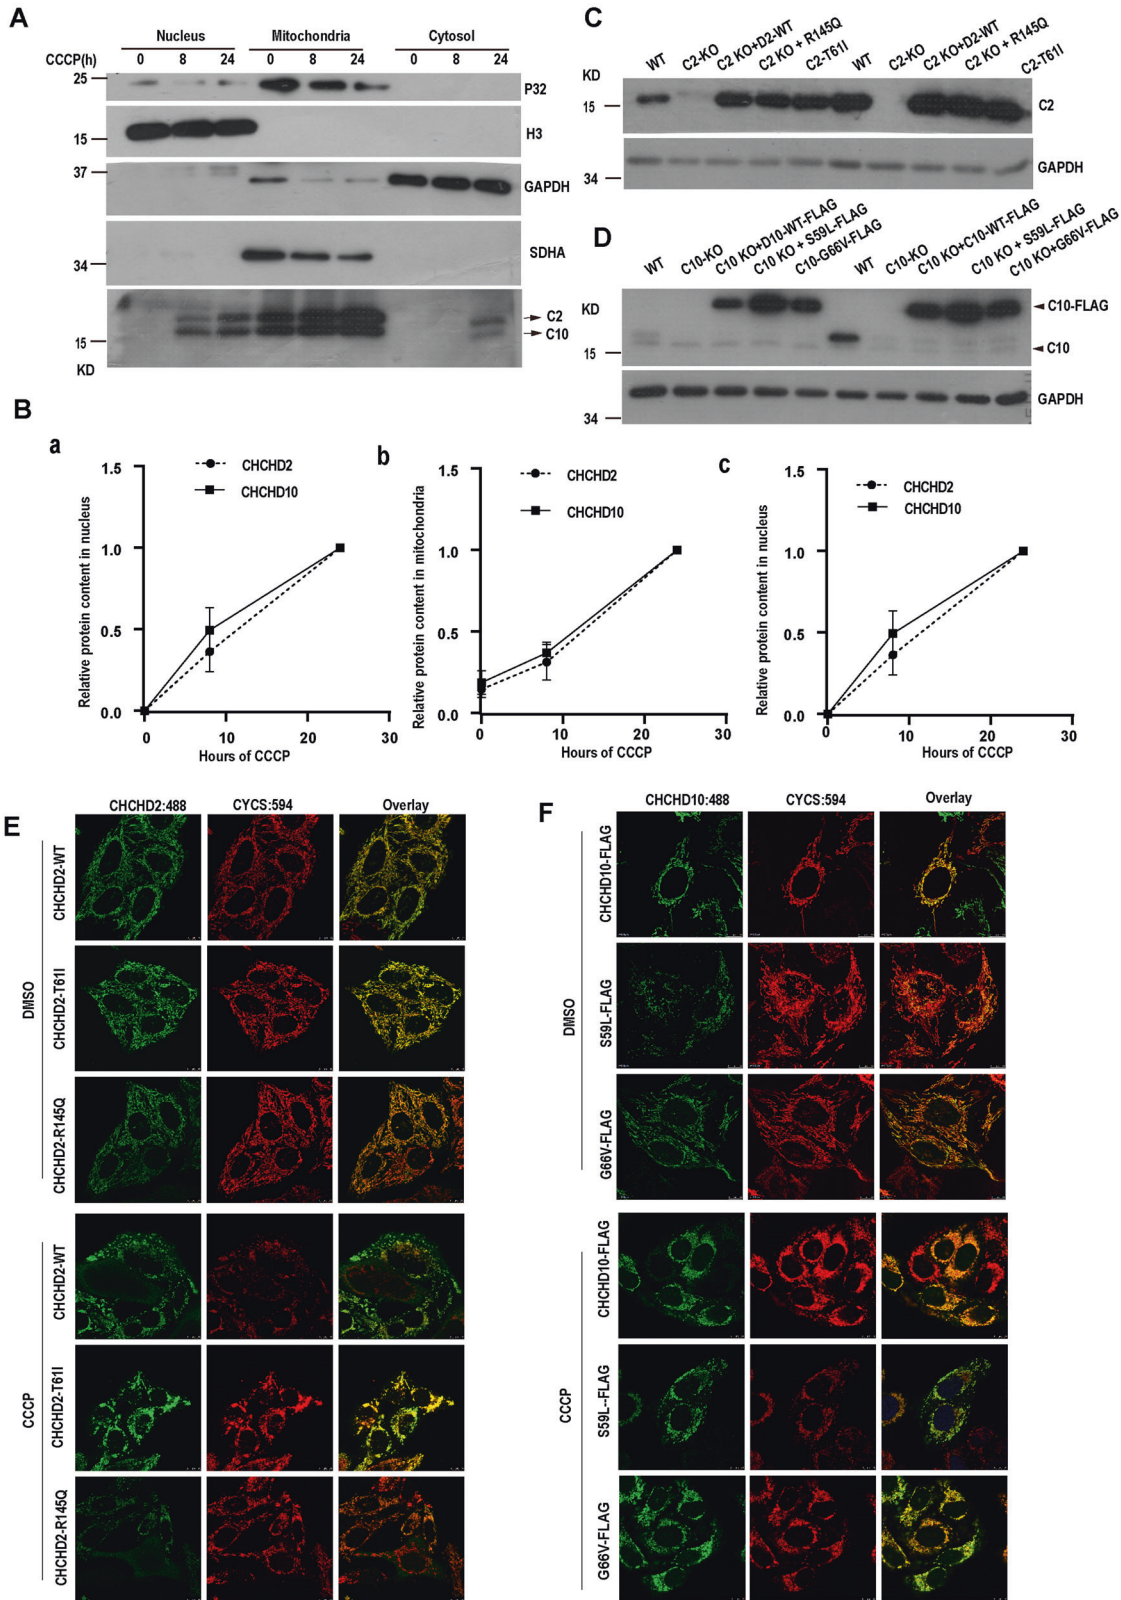 A
Nucleus Mitochondria Cytosol
CCCP(h) 0 8 24 0 8 24 0 8 24
25
P32
15
H3
37
GAPDH
34
SDHA
C2
C10
15
KD
C
WT C2-KO C2 KO+D2-WT C2 KO + R145Q C2-T61I WT C2-KO C2 KO+D2-WT C2 KO + R145Q C2-T61I
KD
15
C2
GAPDH
34
D
WT C10-KO C10 KO+D10-WT-FLAG C10 KO + S59L-FLAG C10-G66V-FLAG WT C10-KO C10 KO+C10-WT-FLAG C10 KO + S59L-FLAG C10 KO+G66V-FLAG
KD
C10-FLAG
15
C10
GAPDH
34
B
a
CHCHD2
CHCHD10
Relative protein content in nucleus
1.5
1.0
0.5
0.0
0 10 20 30
Hours of CCCP
b
CHCHD2
CHCHD10
Relative protein content in mitochondria
1.5
1.0
0.5
0.0
0 10 20 30
Hours of CCCP
c
CHCHD2
CHCHD10
Relative protein content in nucleus
1.5
1.0
0.5
0.0
0 10 20 30
Hours of CCCP
E
CHCHD2:488 CYCS:594 Overlay
DMSO
CHCHD2-WT
CHCHD2-T61I
CHCHD2-R145Q
CCCP
CHCHD2-WT
CHCHD2-T61I
CHCHD2-R145Q
F
CHCHD10:488 CYCS:594 Overlay
DMSO
CHCHD10-FLAG
S59L-FLAG
G66V-FLAG
CCCP
CHCHD10-FLAG
S59L--FLAG
G66V-FLAG